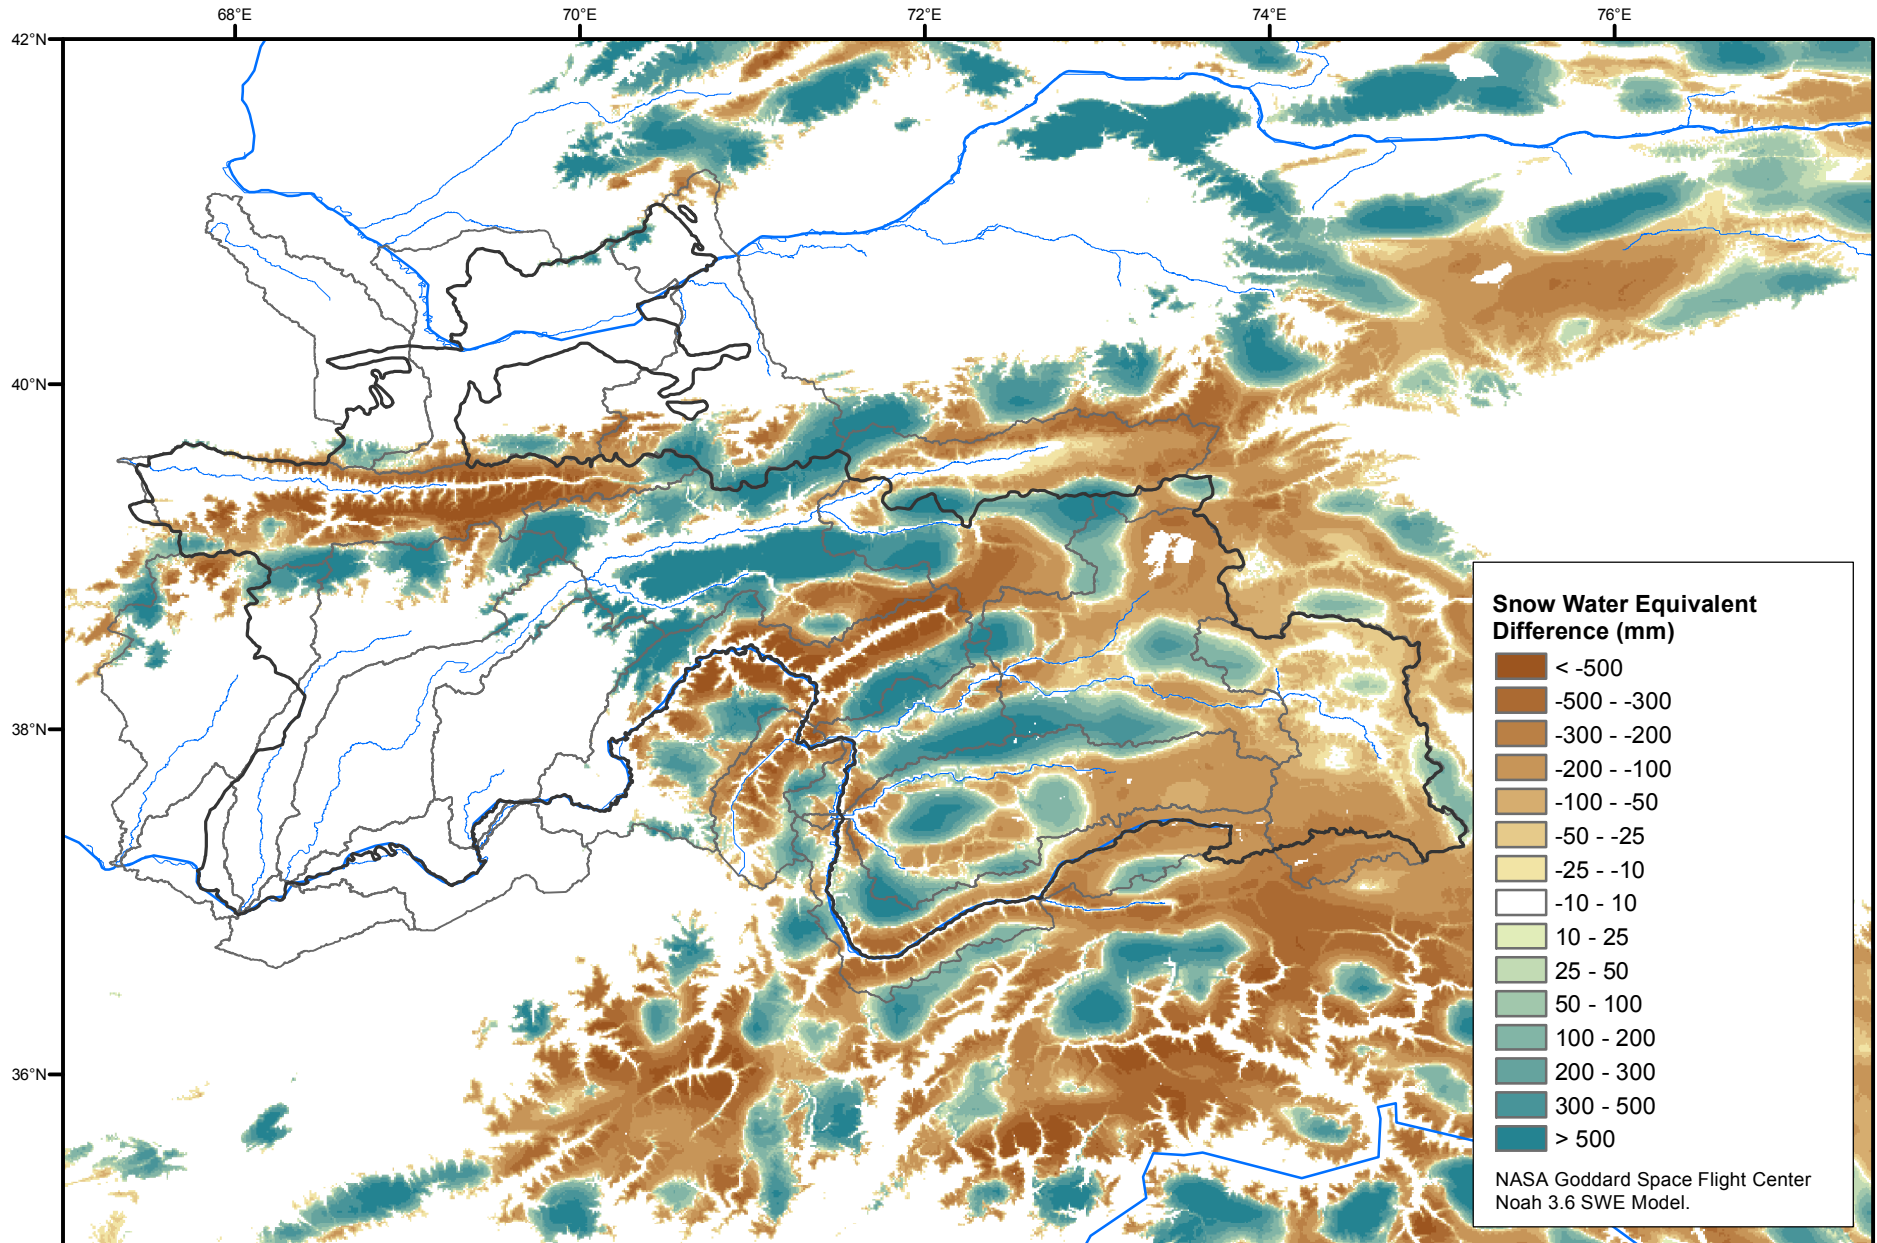 68°E 70°E 72°E 74°E 76°E
42°N
40°N
38°N
36°N
Snow Water Equivalent
Difference (mm)
< -500
-500 - -300
-300 - -200
-200 - -100
-100 - -50
-50 - -25
-25 - -10
-10 - 10
10 - 25
25 - 50
50 - 100
100 - 200
200 - 300
300 - 500
> 500
NASA Goddard Space Flight Center
Noah 3.6 SWE Model.